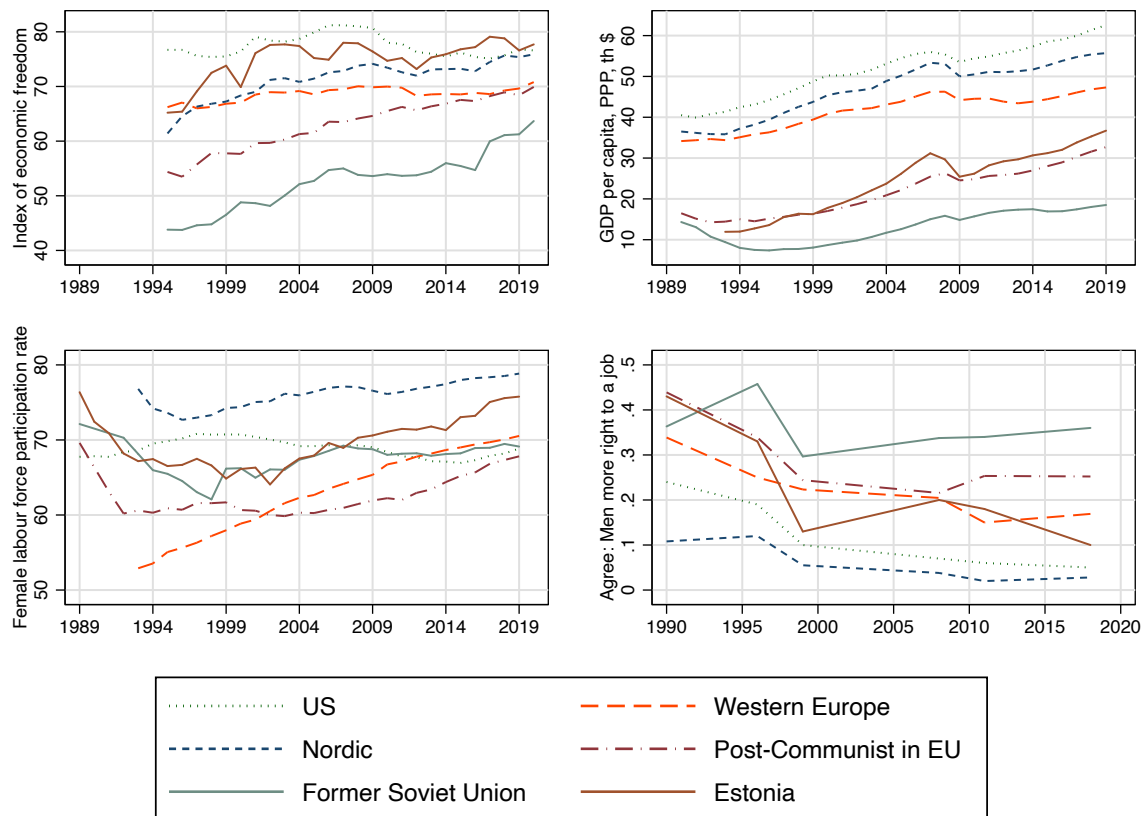 Index of economic freedom
80
70
60
50
40
1989 1994 1999 2004 2009 2014 2019
GDP per capita, PPP, th $
60
50
40
30
20
10
1989 1994 1999 2004 2009 2014 2019
Female labour force participation rate
80
70
60
50
1989 1994 1999 2004 2009 2014 2019
Agree: Men more right to a job
.5
.4
.3
.2
.1
0
1990 1995 2000 2005 2010 2015 2020
US Western Europe
Nordic Post-Communist in EU
Former Soviet Union Estonia